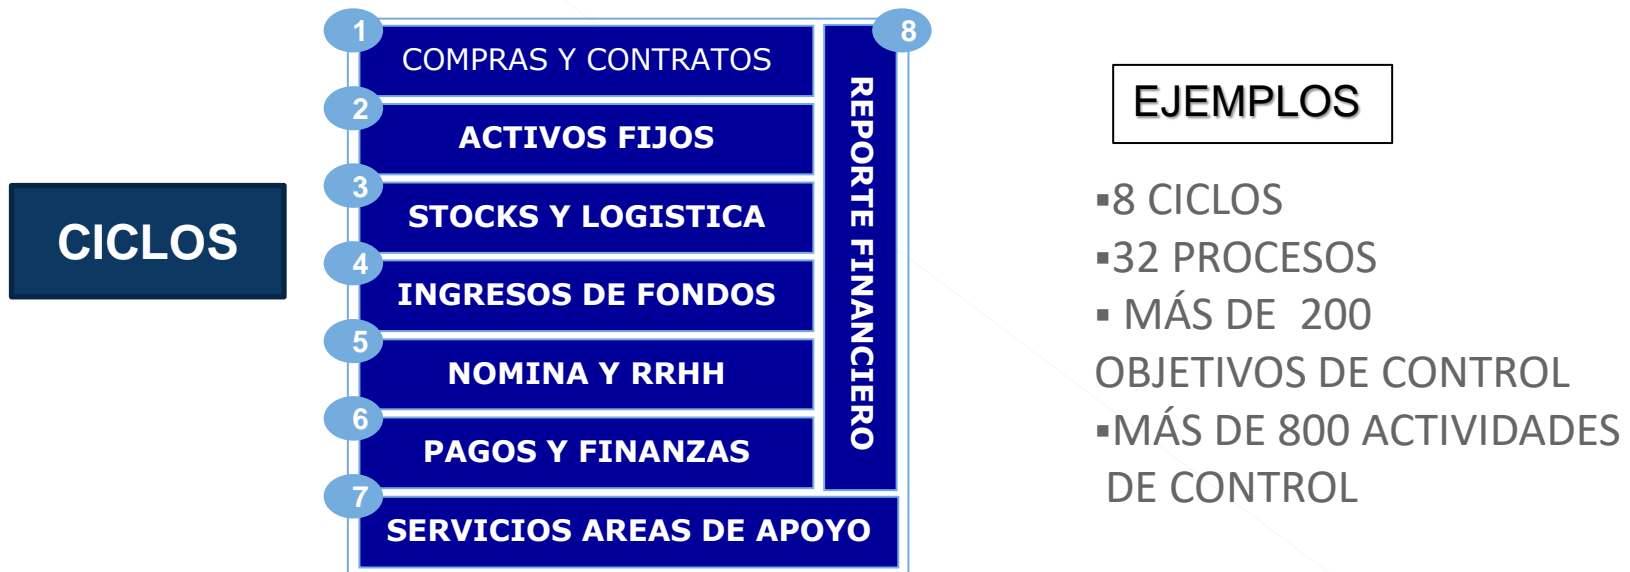 CICLOS
1
COMPRAS Y CONTRATOS
2
ACTIVOS FIJOS
3
STOCKS Y LOGISTICA
4
INGRESOS DE FONDOS
5
NOMINA Y RRHH
6
PAGOS Y FINANZAS
7
SERVICIOS AREAS DE APOYO
8
REPORTE FINANCIERO
EJEMPLOS
▪8 CICLOS
▪32 PROCESOS
▪ MÁS DE  200
OBJETIVOS DE CONTROL
▪MÁS DE 800 ACTIVIDADES
DE CONTROL